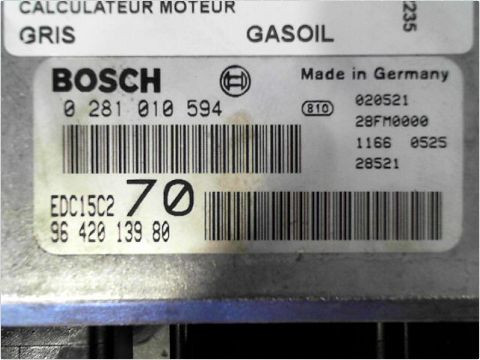 CALCULATEUR MOTEUR
GRIS GASOIL
235
BOSCH Made in Germany
0 281 010 594 810 020521
28FM0000
1166 0525
28521
EDC15C2 70
96 420 139 80